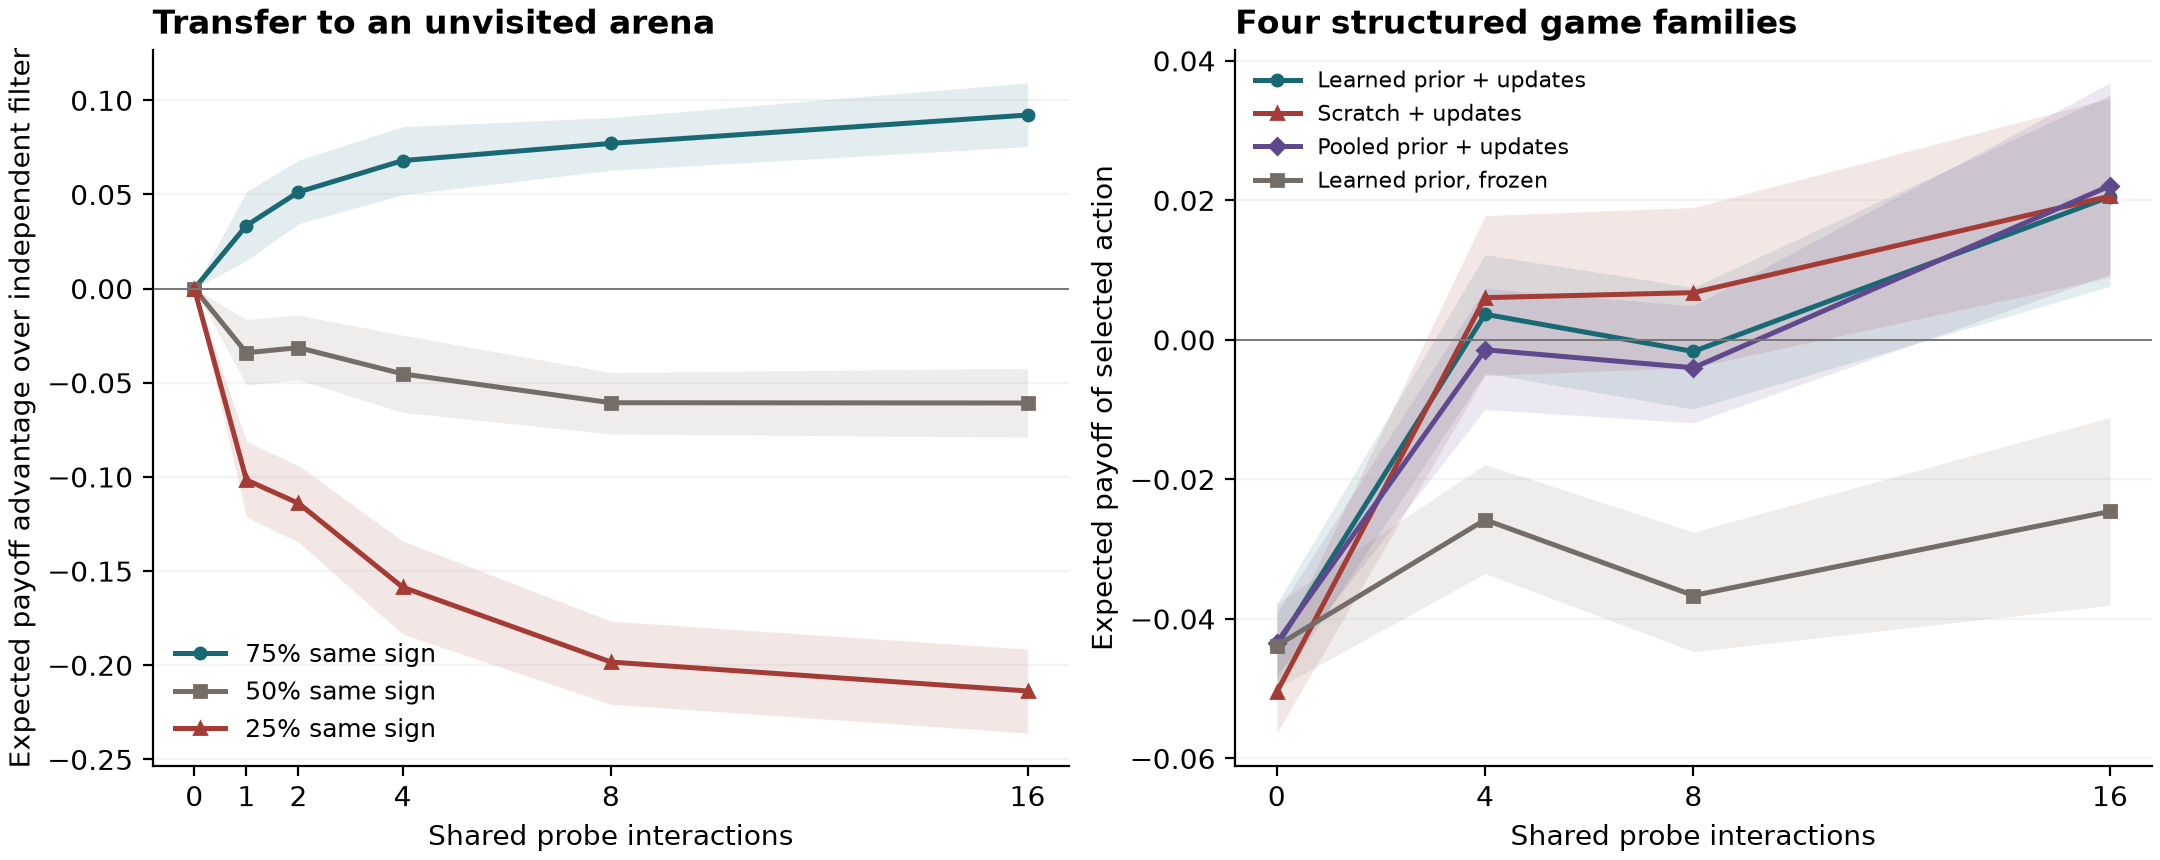 Transfer to an unvisited arena
Expected payoff advantage over independent filter
0.10
0.05
0.00
−0.05
−0.10
−0.15
−0.20
−0.25
75% same sign
50% same sign
25% same sign
0 1 2 4 8 16
Shared probe interactions
Four structured game families
Expected payoff of selected action
0.04
0.02
0.00
−0.02
−0.04
−0.06
Learned prior + updates
Scratch + updates
Pooled prior + updates
Learned prior, frozen
0 4 8 16
Shared probe interactions